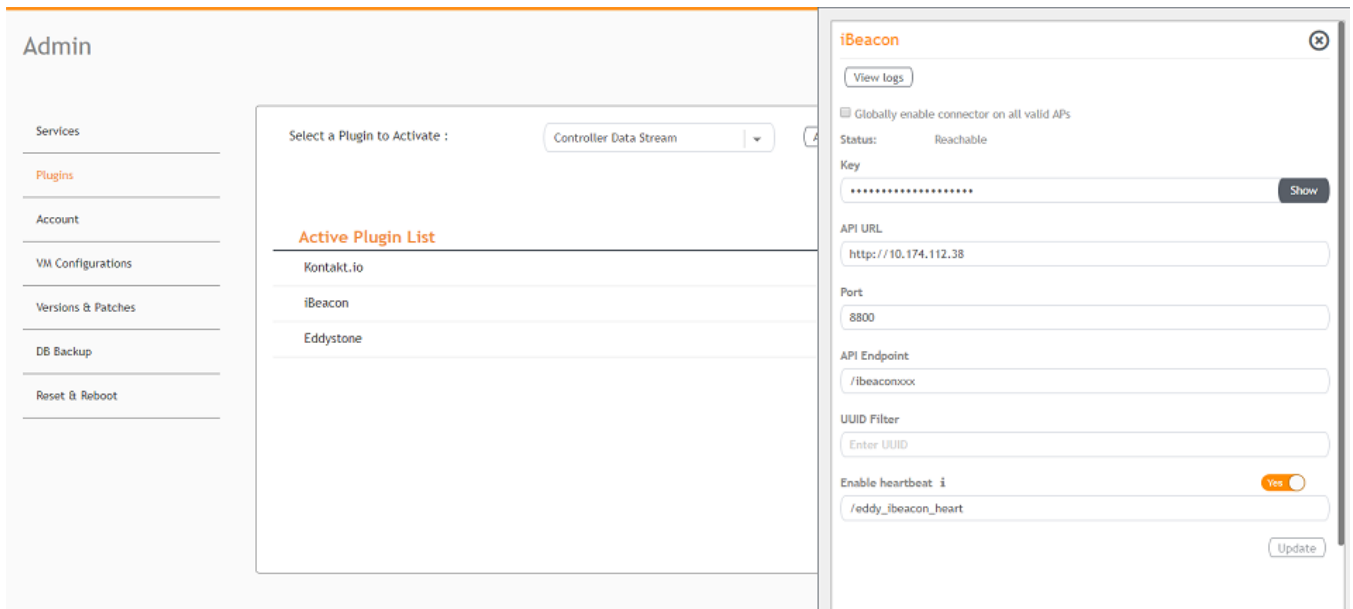 Admin
Services
Plugins
Account
VM Configurations
Versions & Patches
DB Backup
Reset & Reboot
Select a Plugin to Activate :
Controller Data Stream
Active Plugin List
Kontakt.io
iBeacon
Eddystone
iBeacon
View logs
Globally enable connector on all valid APs
Status: Reachable
Key
•••••••••••••••••••• Show
API URL
http://10.174.112.38
Port
8800
API Endpoint
/ibeaconxxx
UUID Filter
Enter UUID
Enable heartbeat i Yes
/eddy_ibeacon_heart
Update